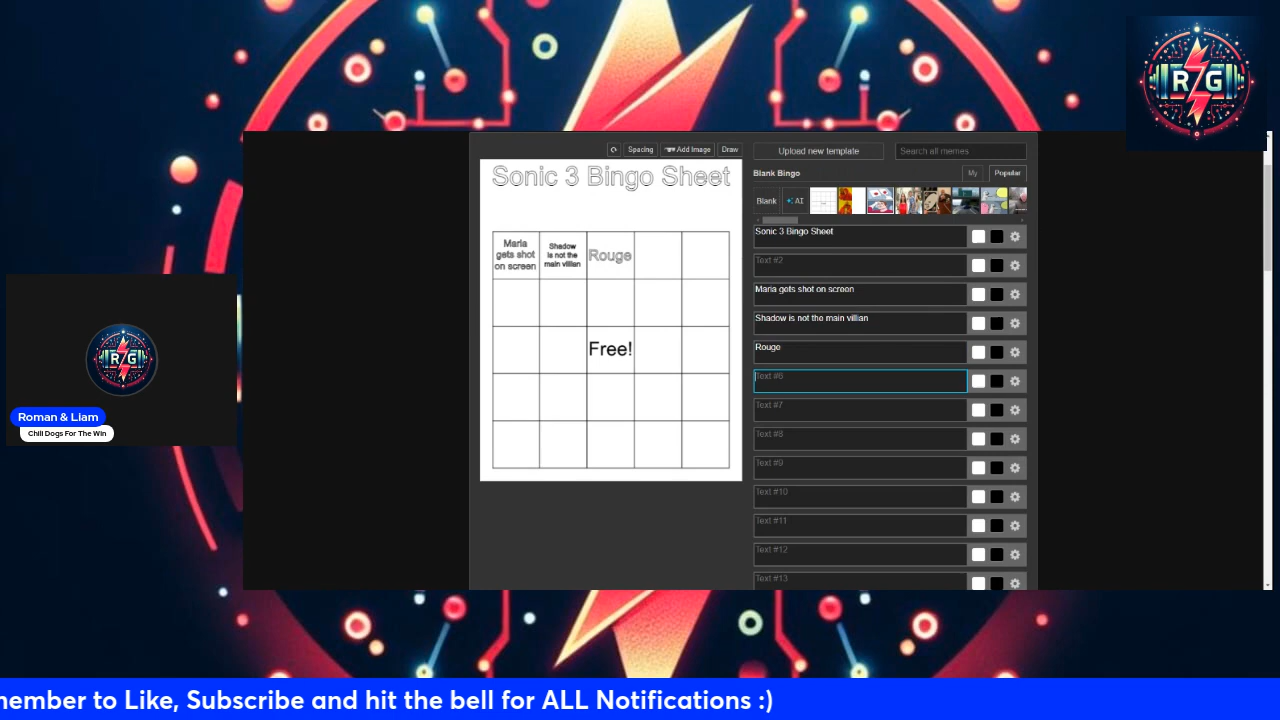 R G
Spacing
Add Image
Draw
Upload new template
Search all memes
Sonic 3 Bingo Sheet
Blank Bingo
My
Popular
Blank
AI
Sonic 3 Bingo Sheet
Text #2
Maria gets shot on screen
Shadow is not the main villian
Rouge
Text #6
Text #7
Text #8
Text #9
Text #10
Text #11
Text #12
Text #13
Maria
gets shot
on screen
Shadow
is not the
main villian
Rouge
Free!
R G
Roman & Liam
Chili Dogs For The Win
member to Like, Subscribe and hit the bell for ALL Notifications :)